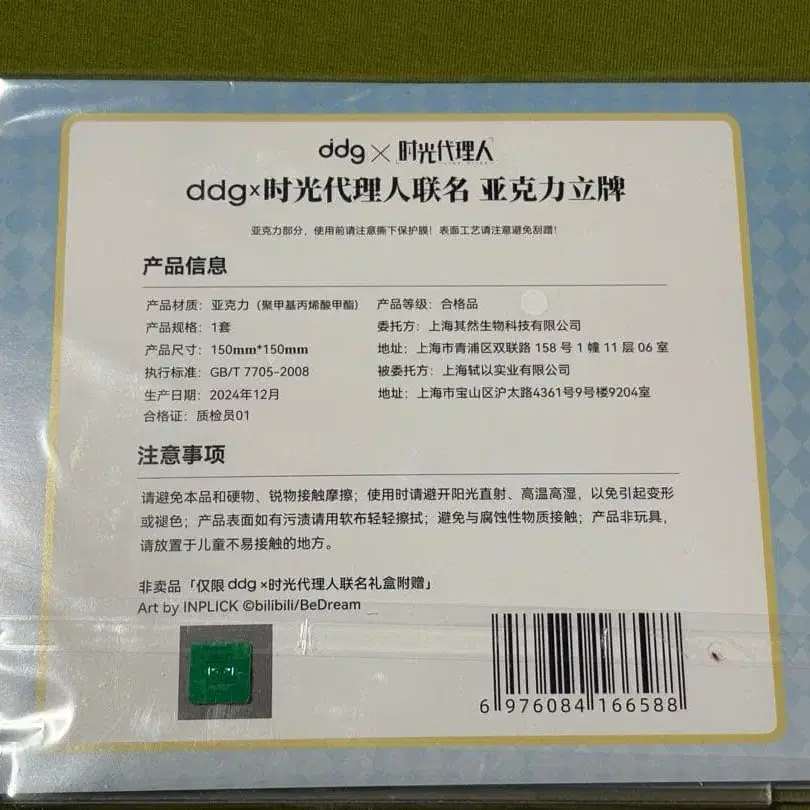 ddg × 时光代理人
ddg×时光代理人联名 亚克力立牌
亚克力部分，使用前请注意撕下保护膜！表面工艺请注意避免刮蹭！
产品信息
产品材质：亚克力（聚甲基丙烯酸甲酯） 产品等级：合格品
产品规格：1套 委托方：上海其然生物科技有限公司
产品尺寸：150mm*150mm 地址：上海市青浦区双联路 158 号 1 幢 11 层 06 室
执行标准：GB/T 7705-2008 被委托方：上海轼以实业有限公司
生产日期：2024年12月 地址：上海市宝山区沪太路4361号9号楼9204室
合格证：质检员01
注意事项
请避免本品和硬物、锐物接触摩擦；使用时请避开阳光直射、高温高湿，以免引起变形
或褪色；产品表面如有污渍请用软布轻轻擦拭；避免与腐蚀性物质接触；产品非玩具，
请放置于儿童不易接触的地方。
非卖品「仅限 ddg ×时光代理人联名礼盒附赠」
Art by INPLICK ©bilibili/BeDream
6 976084 166588